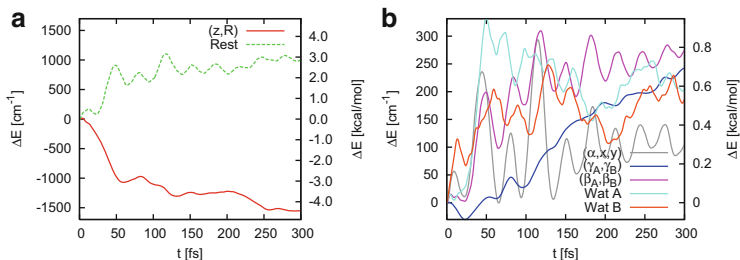 a
(z,R)
Rest
1500
1000
500
0
-500
-1000
-1500
4.0
3.0
2.0
1.0
0.0
-1.0
-2.0
-3.0
-4.0
ΔE [cm⁻¹]
ΔE [kcal/mol]
0 50 100 150 200 250 300
t [fs]
b
300
250
200
150
100
50
0
0.8
0.6
0.4
0.2
0
ΔE [cm⁻¹]
ΔE [kcal/mol]
(α,x,y)
(γA,γB)
(βA,βB)
Wat A
Wat B
0 50 100 150 200 250 300
t [fs]